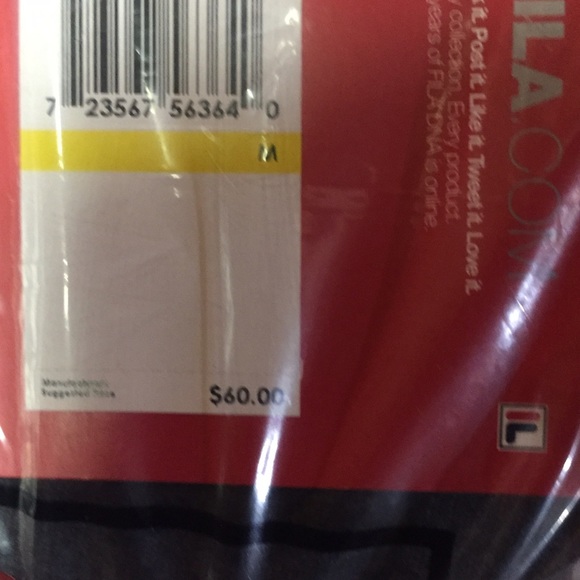 7 23567 56364 0
M
Manufacturer's
Suggested Price
$60.00
ILA.COM
it. Post it. Like it. Tweet it. Love it.
collection. Every product.
years of FILA DNA is online.